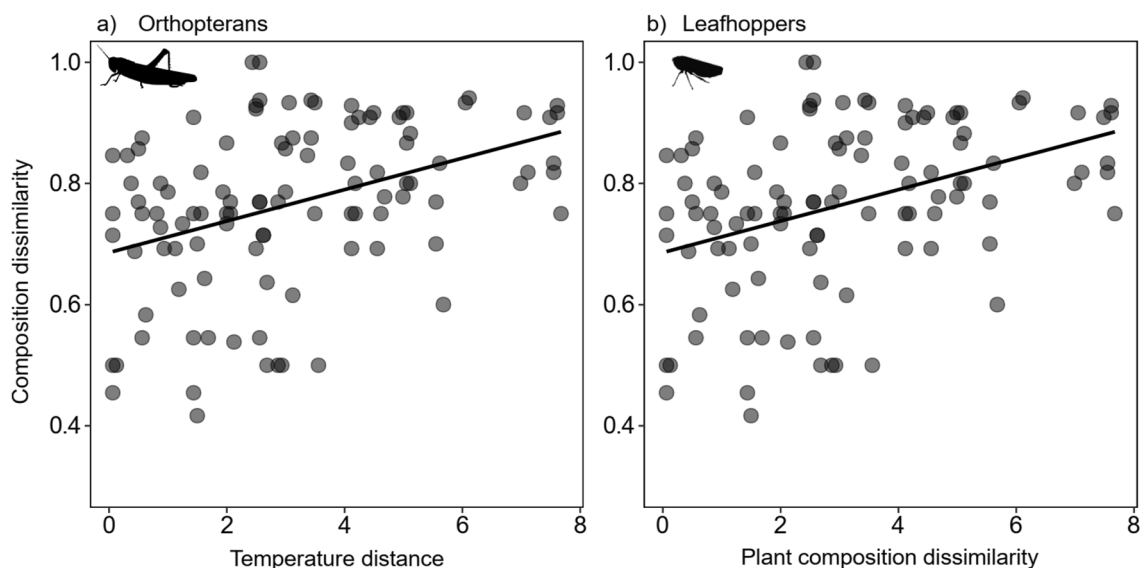 a) Orthopterans
b) Leafhoppers
Composition dissimilarity
1.0
0.8
0.6
0.4
0 2 4 6 8
Temperature distance
1.0
0.8
0.6
0.4
0 2 4 6 8
Plant composition dissimilarity